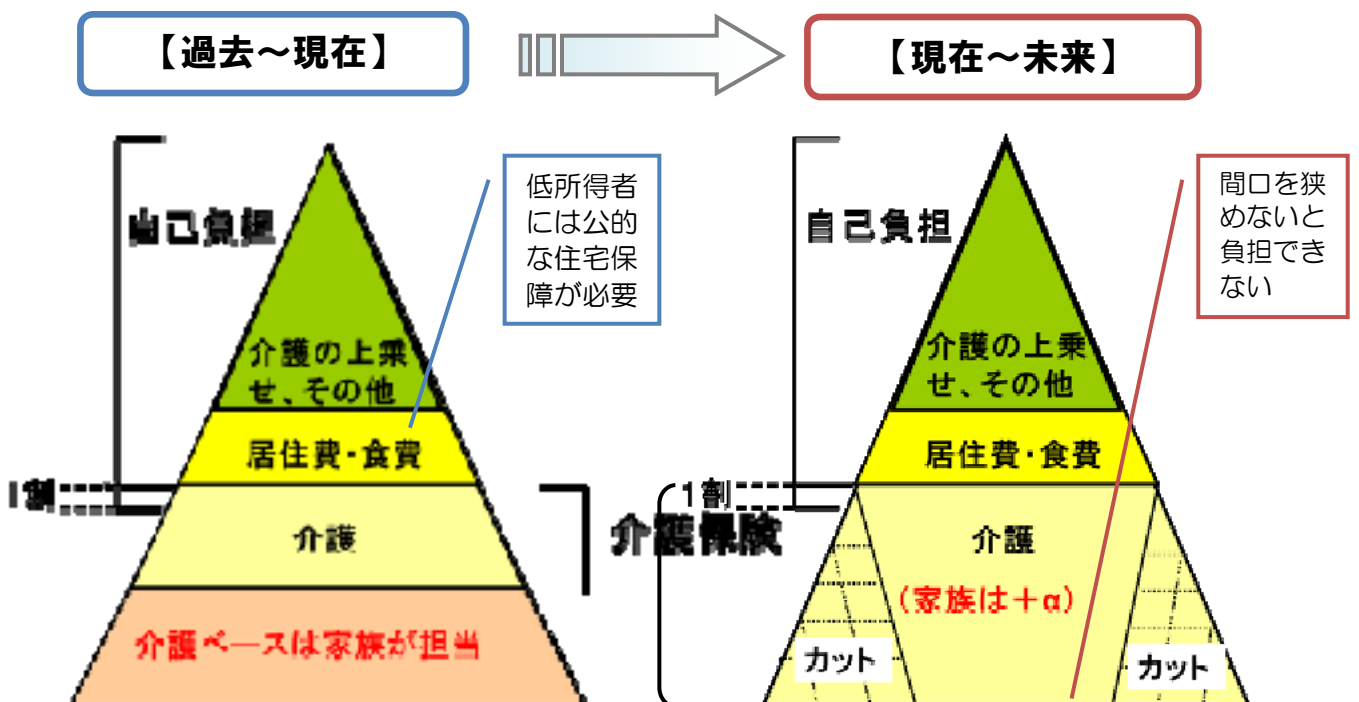 【過去～現在】
【現在～未来】
自己負担
低所得者
には公的
な住宅保
障が必要
介護の上乗
せ、その他
居住費・食費
1割
介護
介護ベースは家族が担当
介護保険
自己負担
間口を狭
めないと
負担でき
ない
介護の上乗
せ、その他
居住費・食費
1割
介護
（家族は＋α）
カット
カット